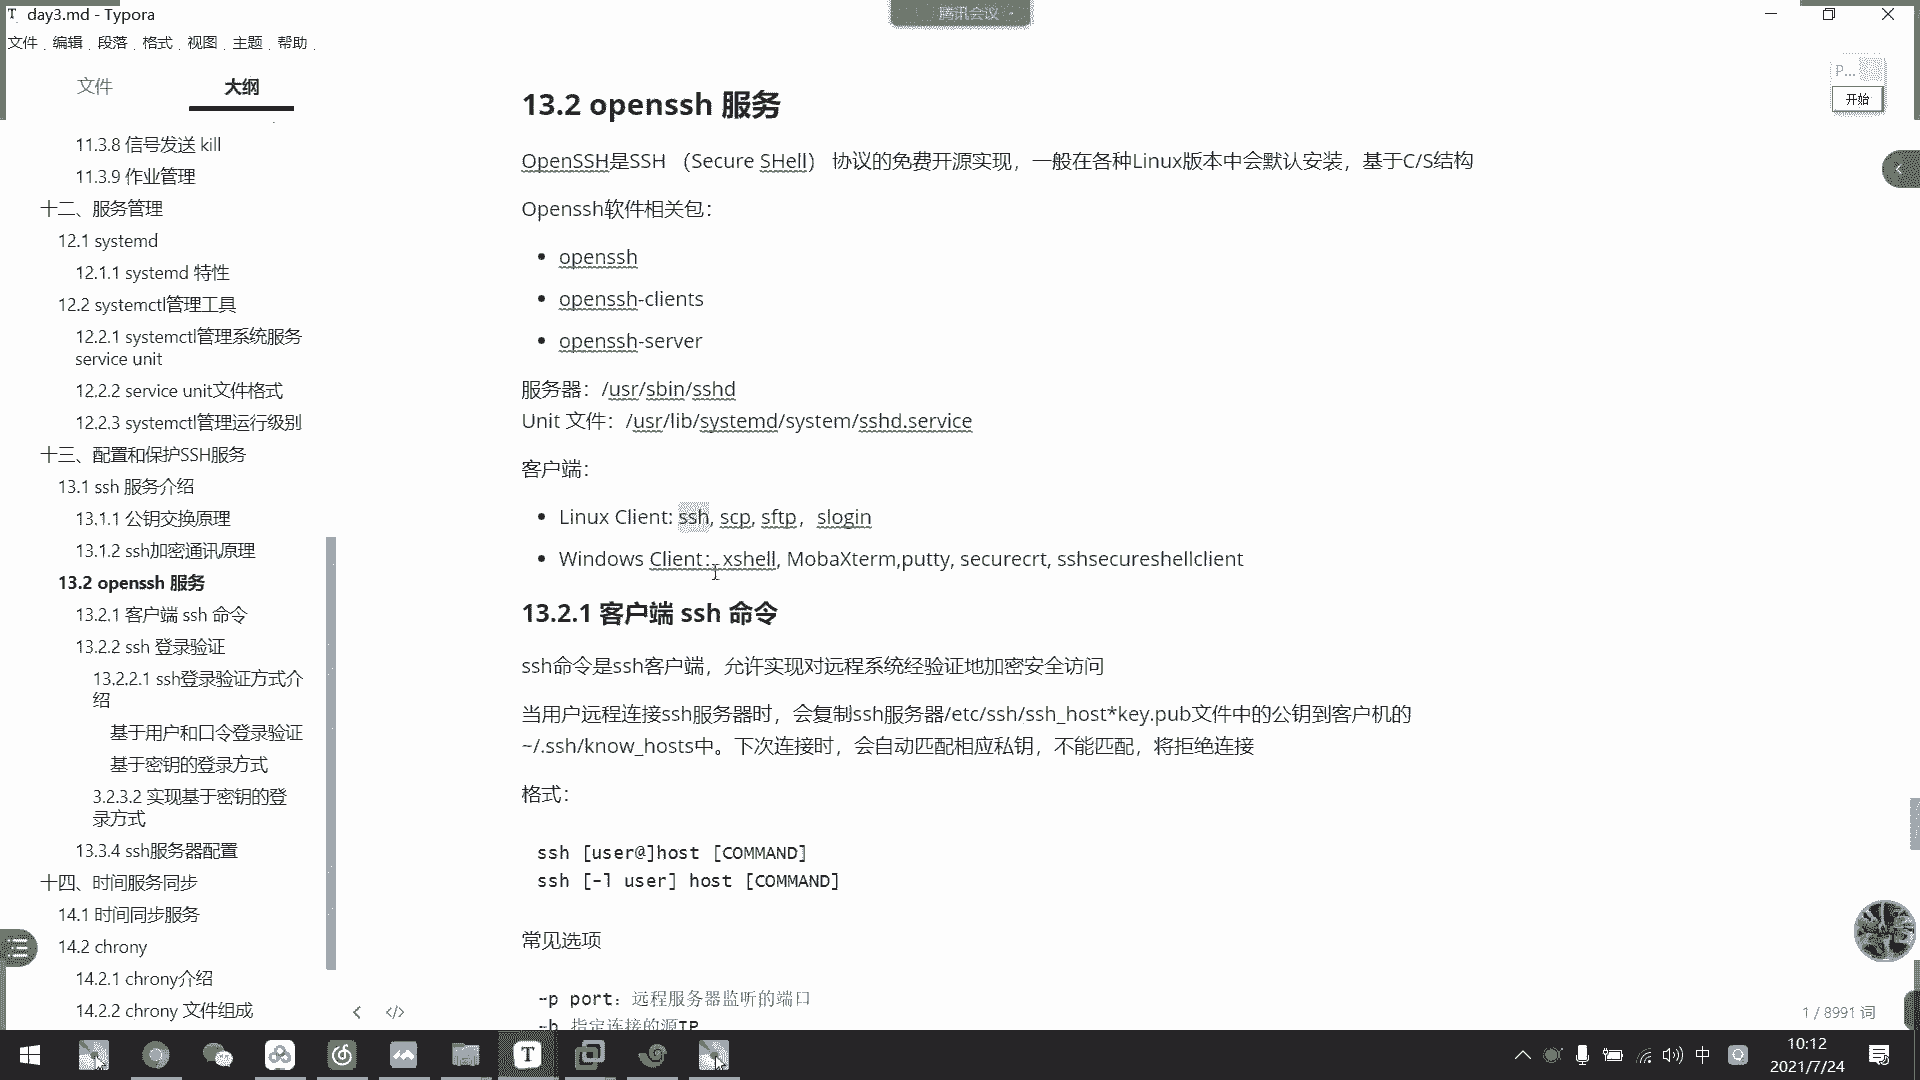 day3.md - Typora
腾讯会议
文件 编辑 段落 格式 视图 主题 帮助
文件 大纲
11.3.8 信号发送 kill
11.3.9 作业管理
十二、服务管理
12.1 systemd
12.1.1 systemd 特性
12.2 systemctl管理工具
12.2.1 systemctl管理系统服务
service unit
12.2.2 service unit文件格式
12.2.3 systemctl管理运行级别
十三、配置和保护SSH服务
13.1 ssh 服务介绍
13.1.1 公钥交换原理
13.1.2 ssh加密通讯原理
13.2 openssh 服务
13.2.1 客户端 ssh 命令
13.2.2 ssh 登录验证
13.2.2.1 ssh登录验证方式介
绍
基于用户和口令登录验证
基于密钥的登录方式
3.2.3.2 实现基于密钥的登
录方式
13.3.4 ssh服务器配置
十四、时间服务同步
14.1 时间同步服务
14.2 chrony
14.2.1 chrony介绍
14.2.2 chrony 文件组成
13.2 openssh 服务
OpenSSH是SSH （Secure SHell） 协议的免费开源实现，一般在各种Linux版本中会默认安装，基于C/S结构
Openssh软件相关包：
openssh
openssh-clients
openssh-server
服务器：/usr/sbin/sshd
Unit 文件：/usr/lib/systemd/system/sshd.service
客户端：
Linux Client: ssh, scp, sftp，slogin
Windows Client：xshell, MobaXterm,putty, securecrt, sshsecureshellclient
13.2.1 客户端 ssh 命令
ssh命令是ssh客户端，允许实现对远程系统经验证地加密安全访问
当用户远程连接ssh服务器时，会复制ssh服务器/etc/ssh/ssh_host*key.pub文件中的公钥到客户机的
~/.ssh/know_hosts中。下次连接时，会自动匹配相应私钥，不能匹配，将拒绝连接
格式：
ssh [user@]host [COMMAND]
ssh [-l user] host [COMMAND]
常见选项
-p port：远程服务器监听的端口
-b 指定连接的源IP
P...
开始
1 / 8991 词
中
10:12
2021/7/24